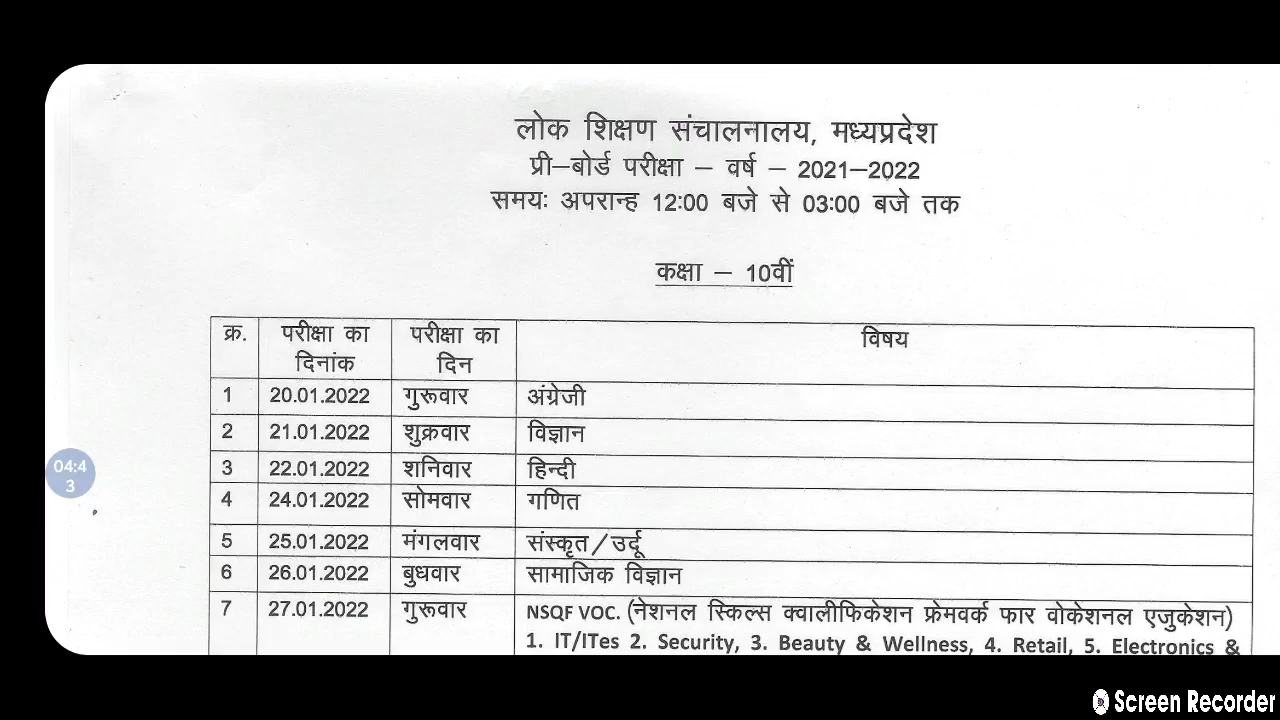 लोक शिक्षण संचालनालय, मध्यप्रदेश
प्री–बोर्ड परीक्षा – वर्ष – 2021–2022
समयः अपरान्ह 12:00 बजे से 03:00 बजे तक
कक्षा – 10वीं
क्र. परीक्षा का दिनांक परीक्षा का दिन विषय
1 20.01.2022 गुरूवार अंग्रेजी
2 21.01.2022 शुक्रवार विज्ञान
3 22.01.2022 शनिवार हिन्दी
4 24.01.2022 सोमवार गणित
5 25.01.2022 मंगलवार संस्कृत/उर्दू
6 26.01.2022 बुधवार सामाजिक विज्ञान
7 27.01.2022 गुरूवार NSQF VOC. (नेशनल स्किल्स क्वालीफिकेशन फ्रेमवर्क फार वोकेशनल एजुकेशन)
1. IT/ITes 2. Security, 3. Beauty & Wellness, 4. Retail, 5. Electronics &
04:4
3
Screen Recorder